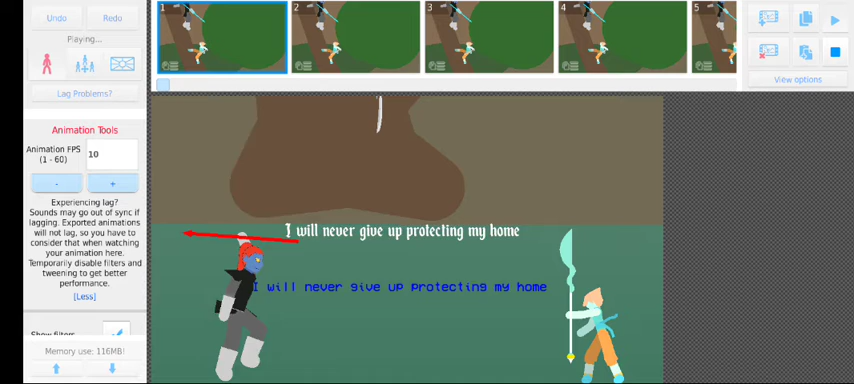 Undo Redo
Playing...
Lag Problems?
Animation Tools
Animation FPS
(1 - 60)
10
- +
Experiencing lag?
Sounds may go out of sync if
lagging. Exported animations
will not lag, so you have to
consider that when watching
your animation here.
Temporarily disable filters and
tweening to get better
performance.
[Less]
Show filters
Memory use: 116MB!
1 2 3 4 5
View options
I will never give up protecting my home
I will never give up protecting my home